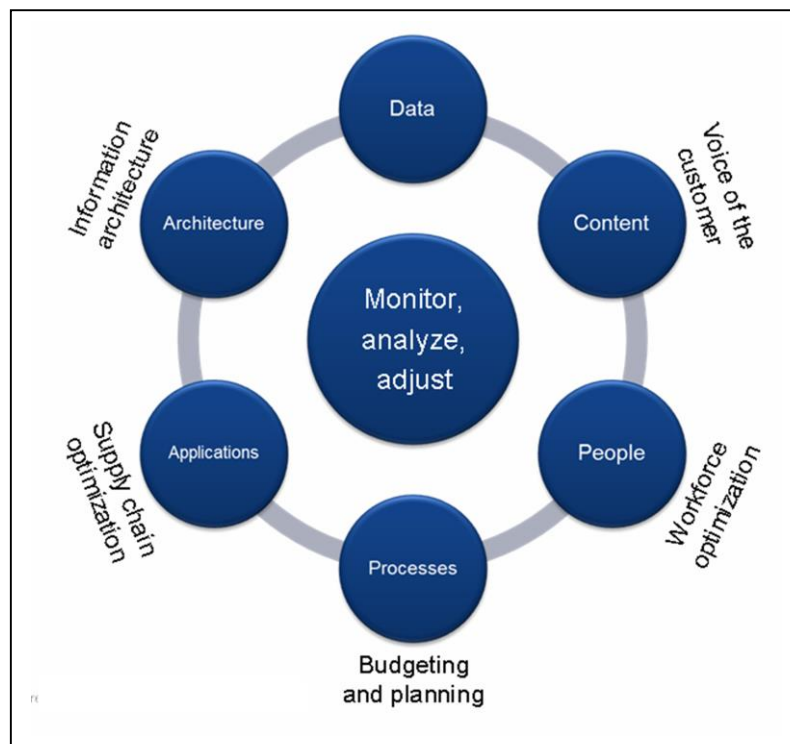 Data
Voice of the
customer
Content
Information
architecture
Architecture
Monitor,
analyze,
adjust
Applications
Supply chain
optimization
People
Workforce
optimization
Processes
Budgeting
and planning